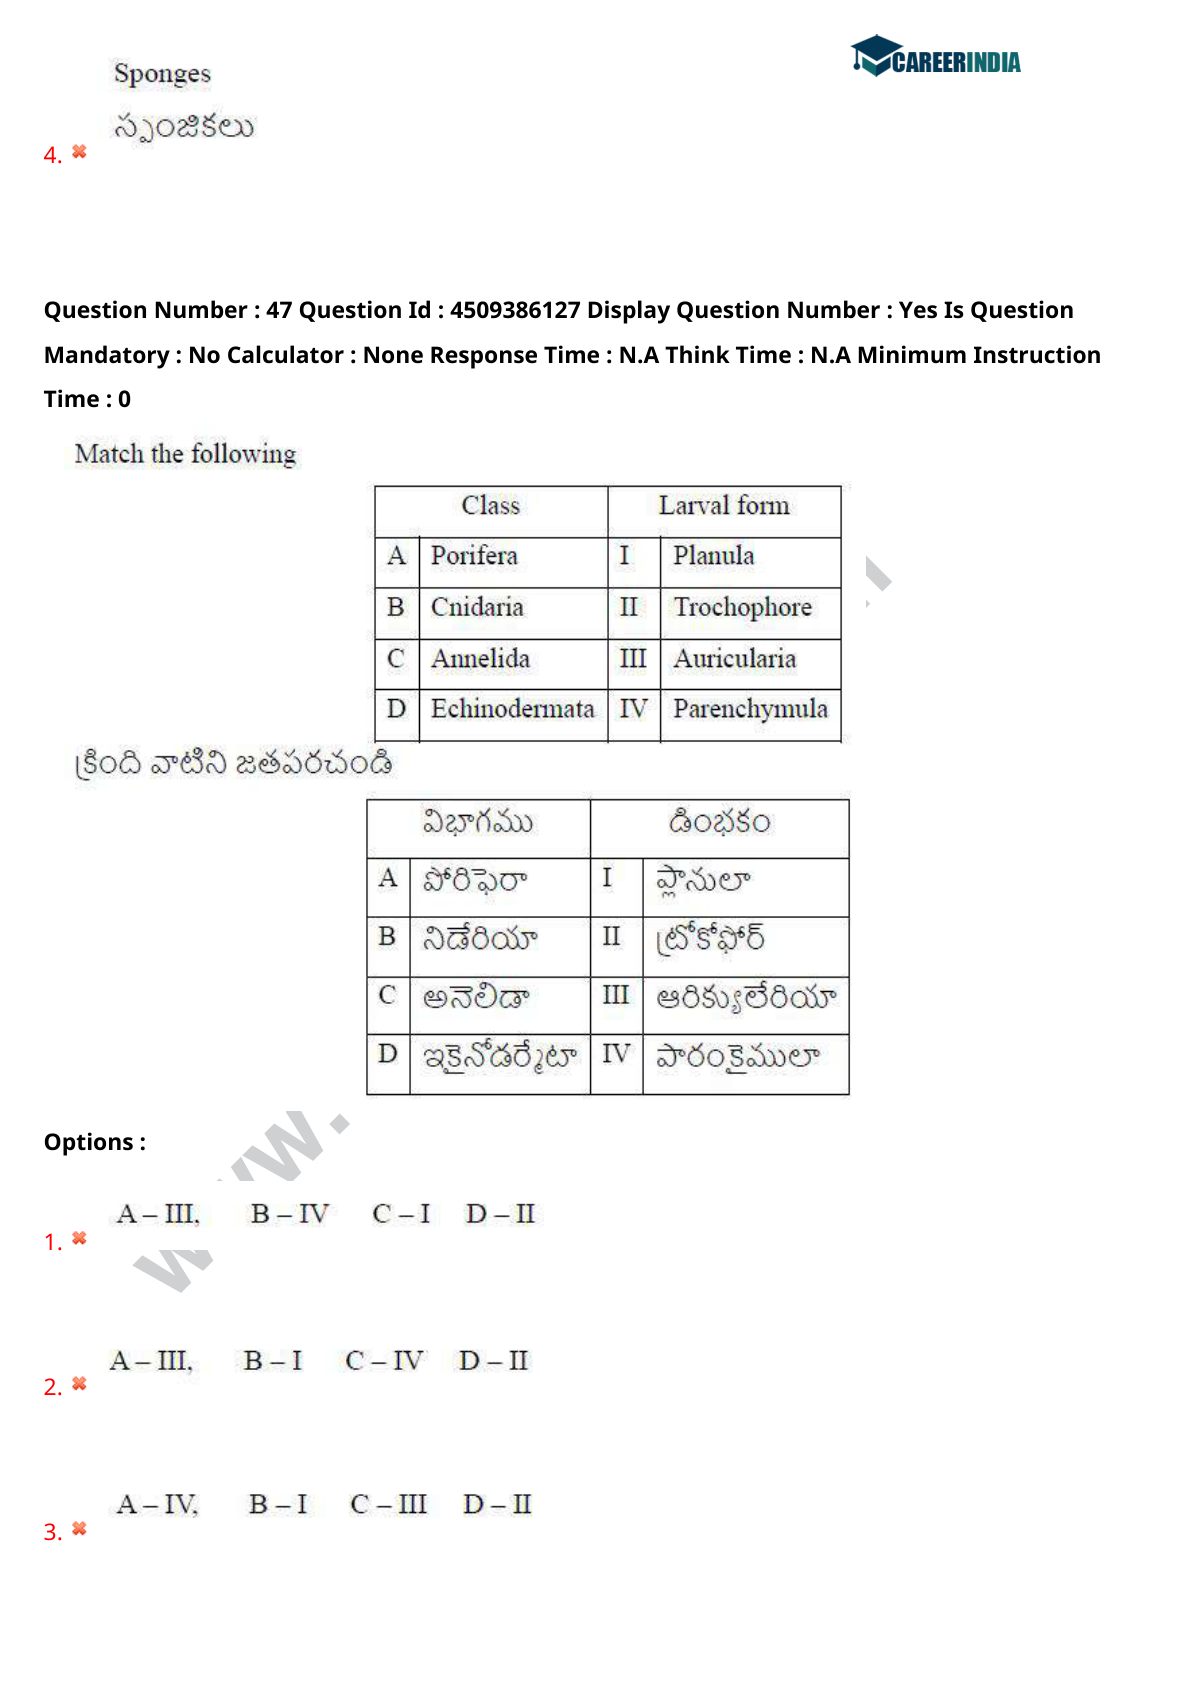 CAREERINDIA
Sponges
స్పంజికలు
4.
Question Number : 47 Question Id : 4509386127 Display Question Number : Yes Is Question
Mandatory : No Calculator : None Response Time : N.A Think Time : N.A Minimum Instruction
Time : 0
Match the following
Class Larval form
A Porifera I Planula
B Cnidaria II Trochophore
C Annelida III Auricularia
D Echinodermata IV Parenchymula
క్రింది వాటిని జతపరచండి
విభాగము డింభకం
A పోరిఫెరా I ప్లానులా
B నిడేరియా II ట్రోకోఫోర్
C అనెలిడా III ఆరిక్యులేరియా
D ఇకైనోడర్మేటా IV పారంకైములా
Options :
A – III, B – IV C – I D – II
1.
A – III, B – I C – IV D – II
2.
A – IV, B – I C – III D – II
3.